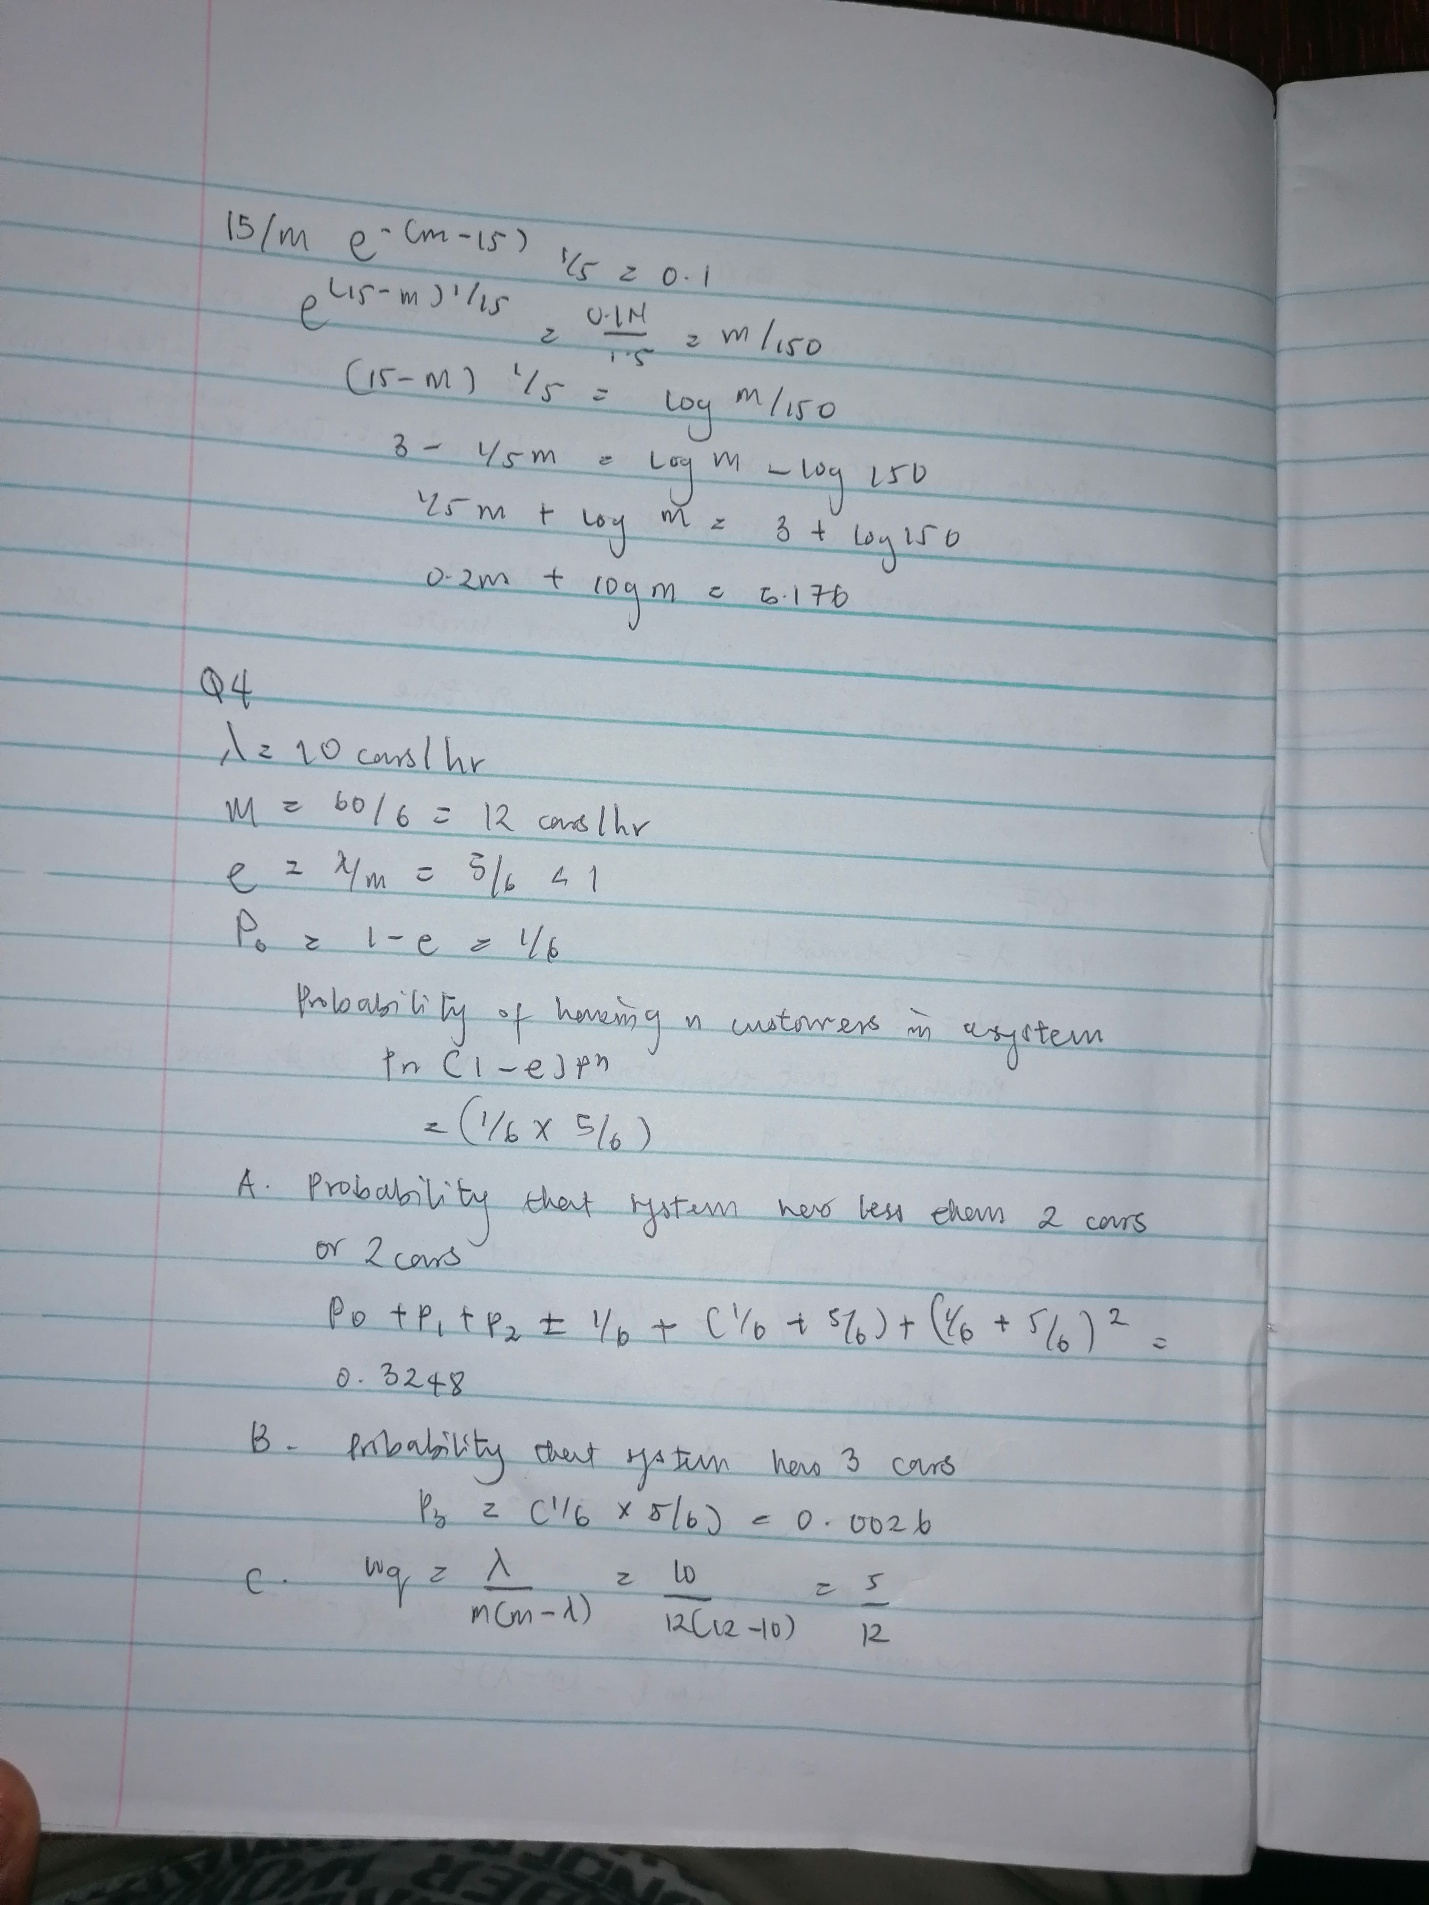 15/m e-(m-15) 1/5 = 0.1
e(15-m)1/15 = 0.1M/1.5 = m/150
(15-m) 1/5 = log m/150
3 - 1/5m = log m - log 150
1/5m + log m = 3 + log 150
0.2m + log m = 5.176
Q4
λ = 10 cars/hr
M = 60/6 = 12 cars/hr
e = λ/m = 5/6 < 1
P0 = 1-e = 1/6
Probability of having n customers in a system
Pn (1-e)pn
= (1/6 x 5/6)
A. Probability that system has less than 2 cars
or 2 cars
P0 + P1 + P2 ± 1/6 + (1/6 + 5/6) + (1/6 + 5/6)2 =
0.3248
B. Probability that system has 3 cars
P3 = (1/6 x 5/6) = 0.0026
C. wq = λ/m(m-λ) = 10/12(12-10) = 5/12